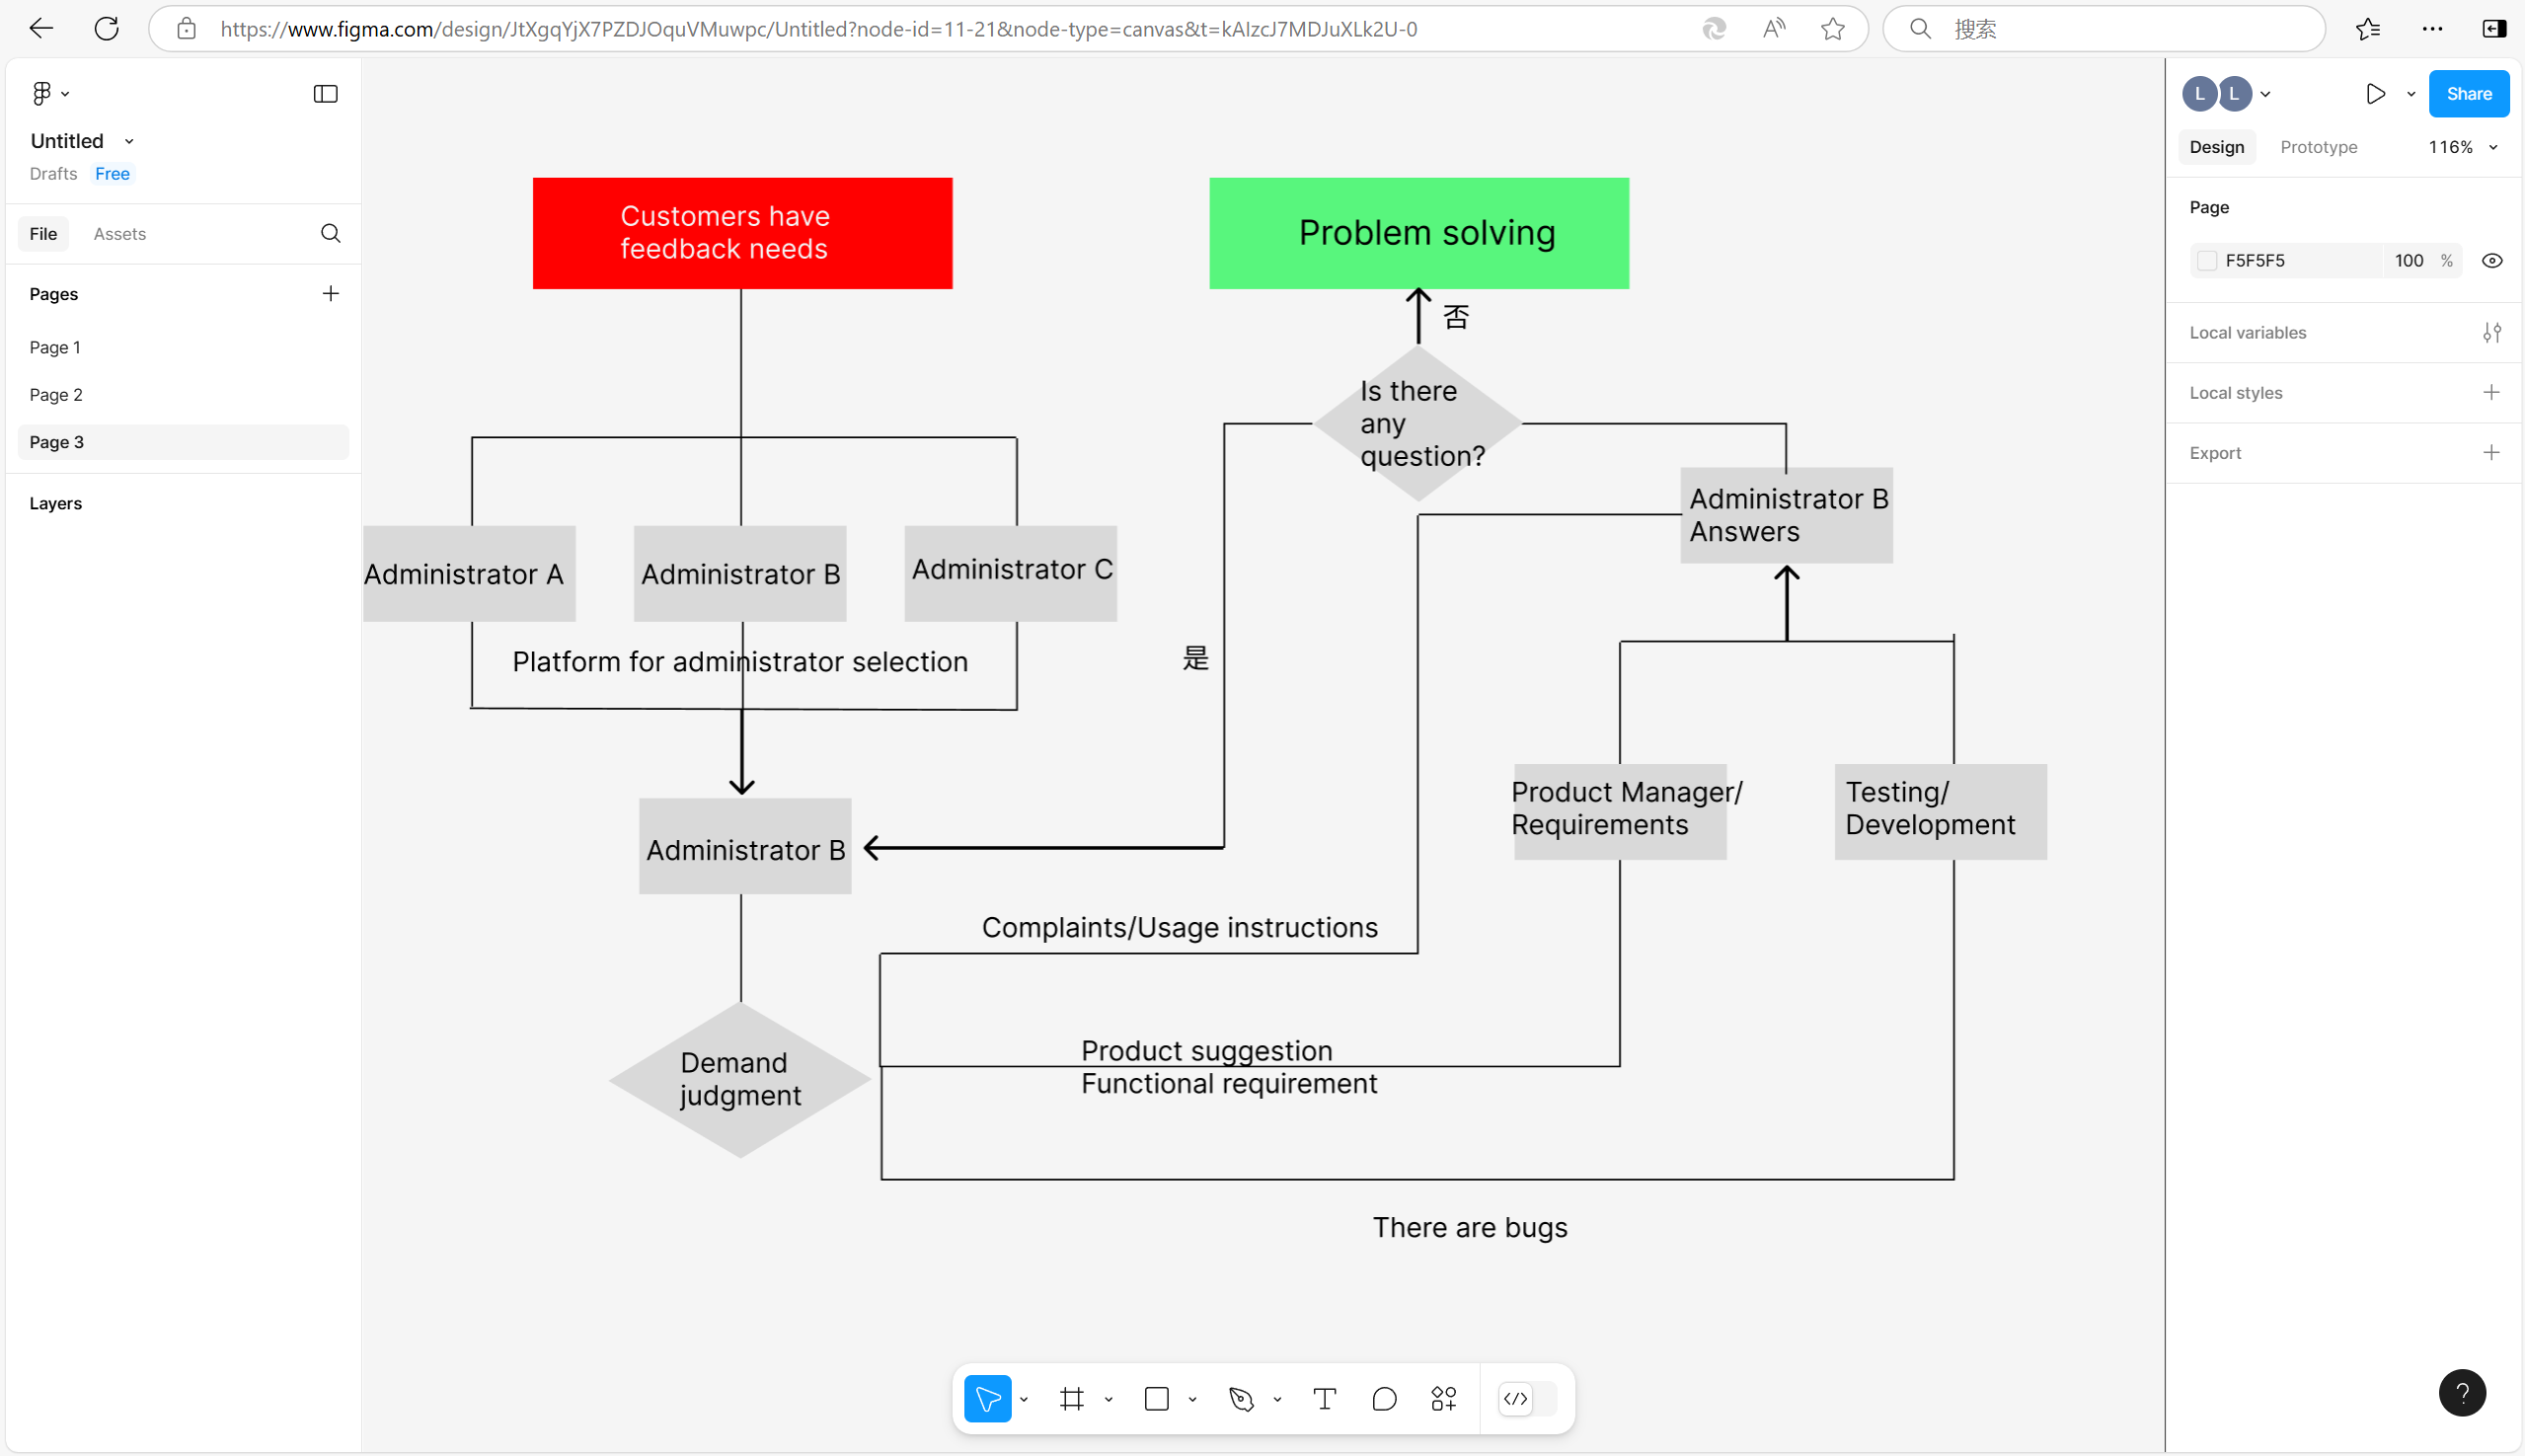 https://www.figma.com/design/JtXgqYjX7PZDJOquVMuwpc/Untitled?node-id=11-21&node-type=canvas&t=kAIzcJ7MDJuXLk2U-0
搜索
Untitled
Drafts Free
File Assets
Pages
Page 1
Page 2
Page 3
Layers
Customers have
feedback needs
Problem solving
否
Is there
any
question?
Administrator A
Administrator B
Administrator C
Platform for administrator selection
是
Administrator B
Answers
Product Manager/
Requirements
Testing/
Development
Administrator B
Complaints/Usage instructions
Demand
judgment
Product suggestion
Functional requirement
There are bugs
L L
Share
Design Prototype 116%
Page
F5F5F5 100 %
Local variables
Local styles
Export
?